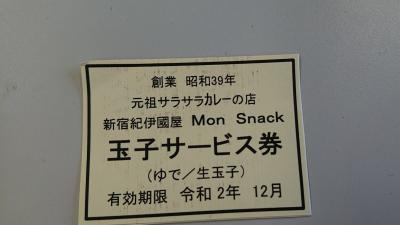 創業 昭和39年
元祖サラサラカレーの店
新宿紀伊國屋 Mon Snack
玉子サービス券
(ゆで/生玉子)
有効期限 令和2年 12月